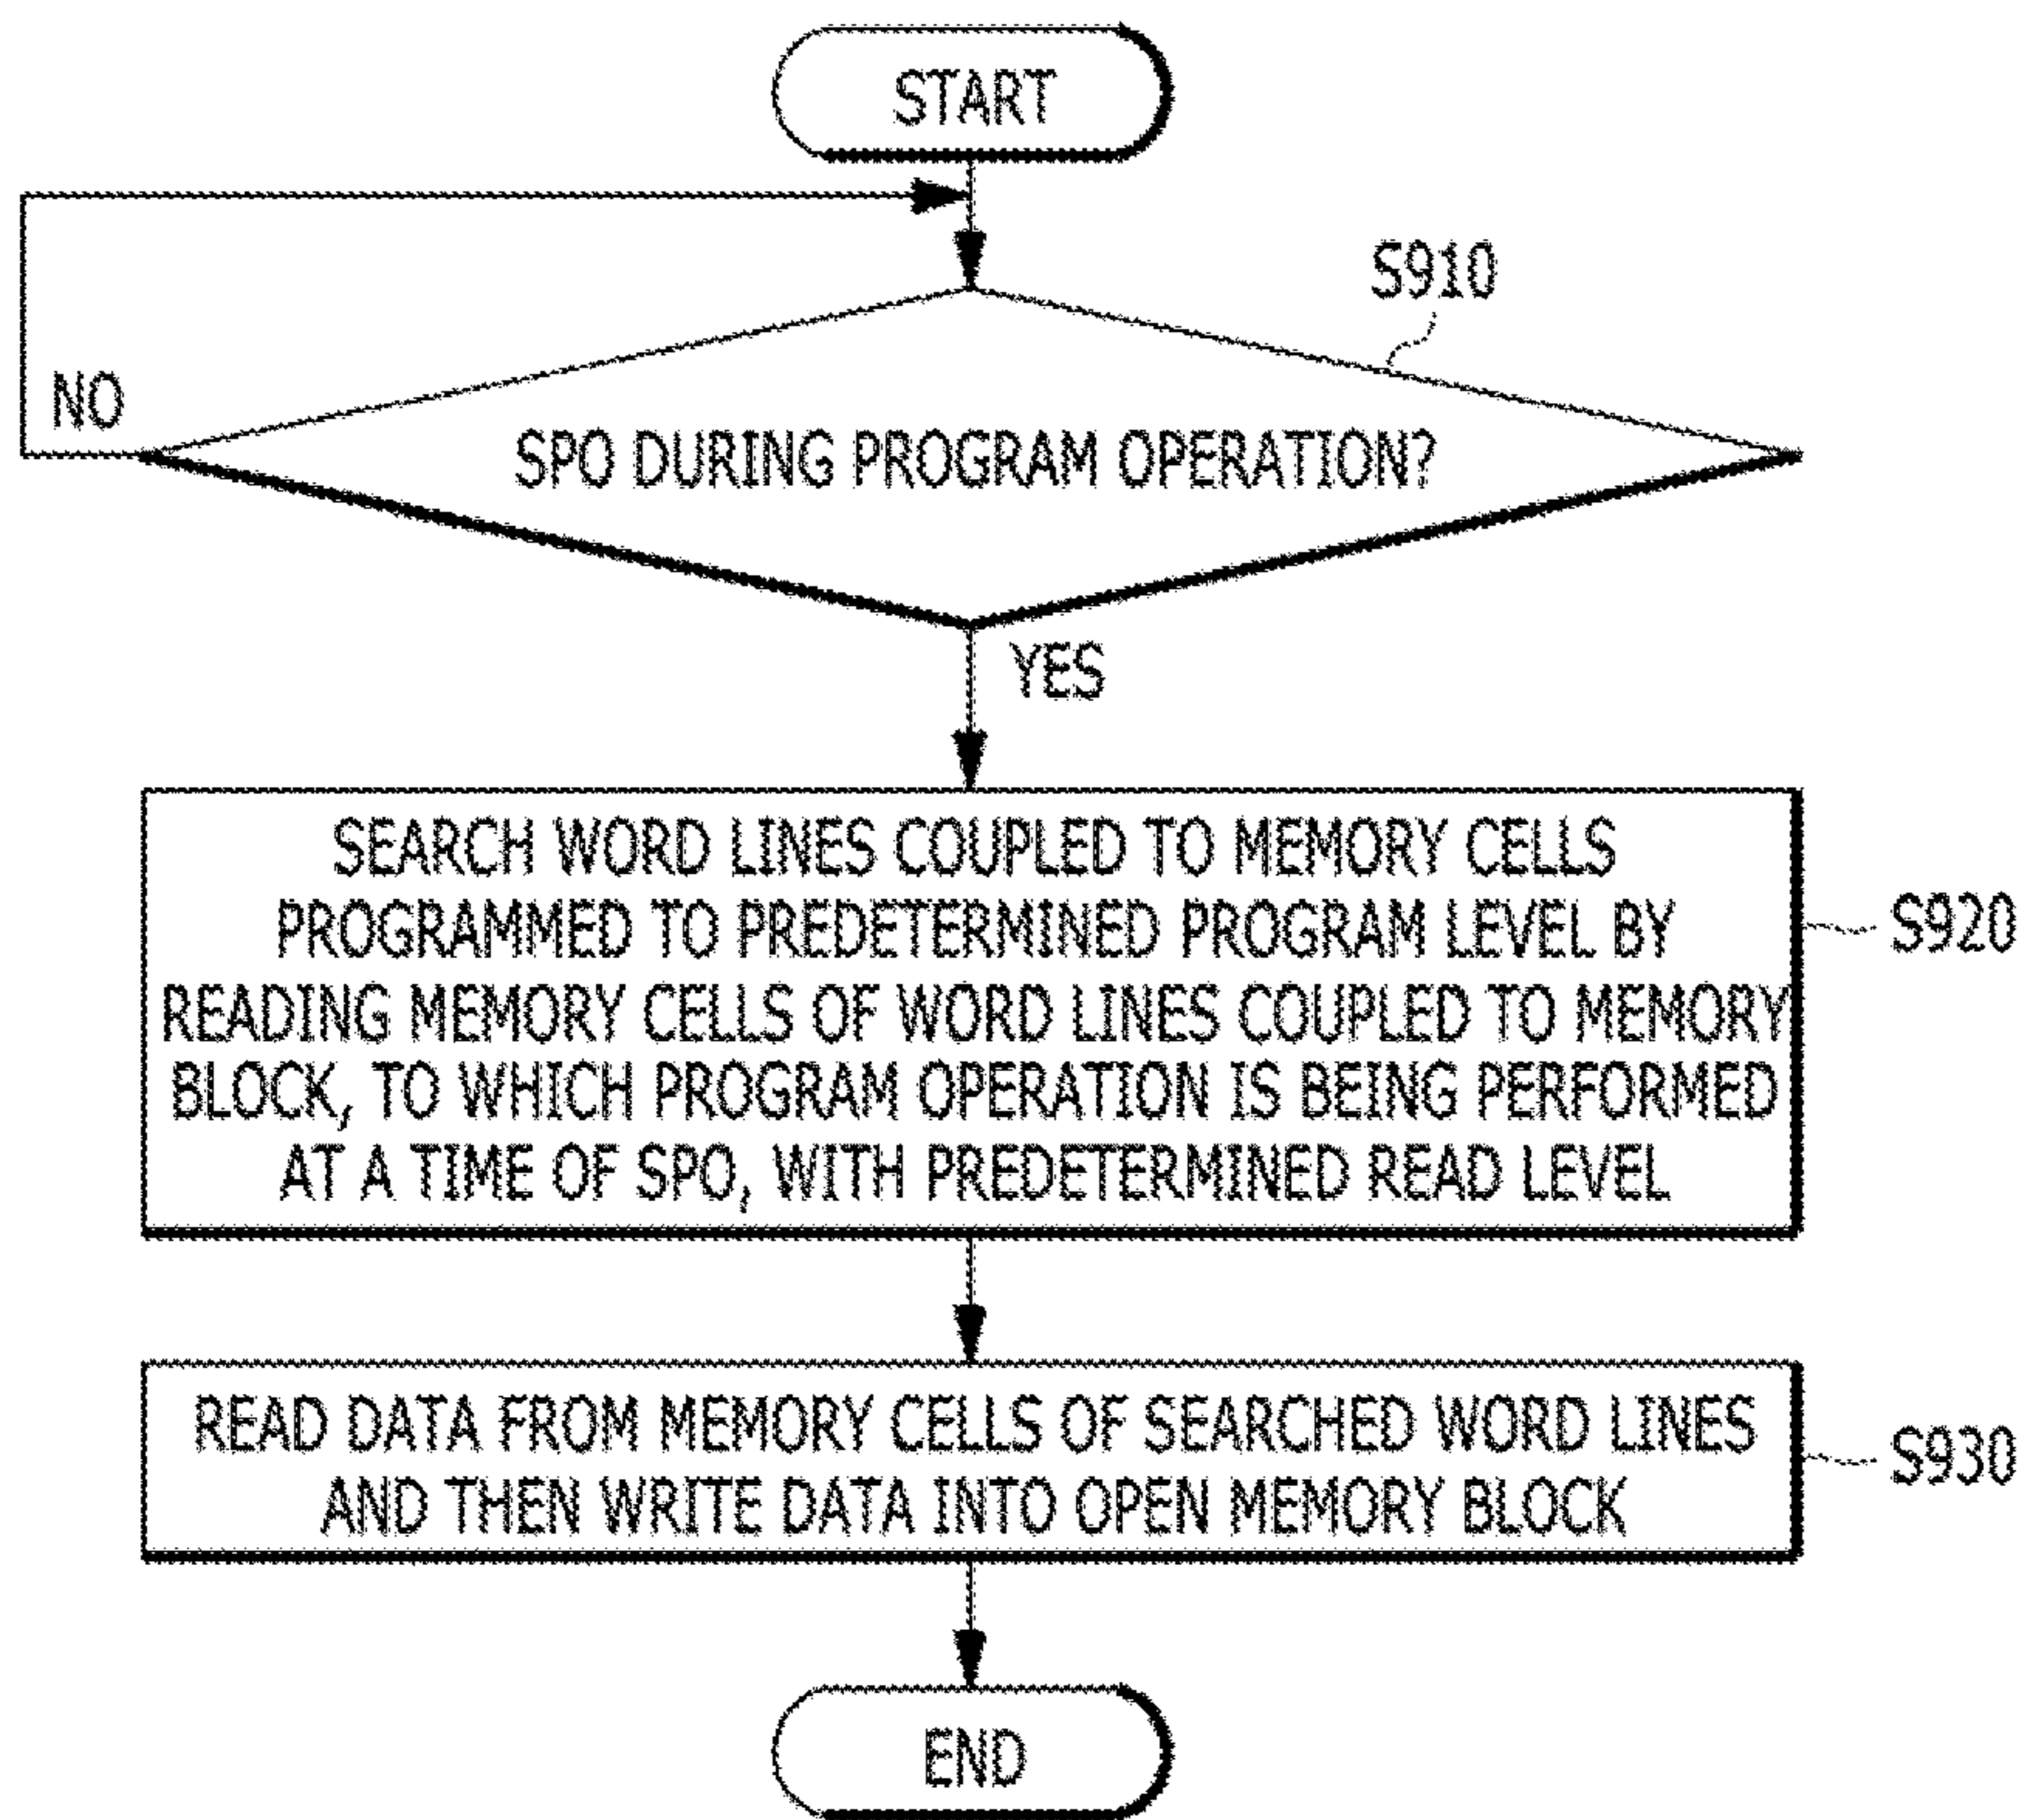 START
S910
NO
SPO DURING PROGRAM OPERATION?
YES
SEARCH WORD LINES COUPLED TO MEMORY CELLS
PROGRAMMED TO PREDETERMINED PROGRAM LEVEL BY
READING MEMORY CELLS OF WORD LINES COUPLED TO MEMORY
BLOCK, TO WHICH PROGRAM OPERATION IS BEING PERFORMED
AT A TIME OF SPO, WITH PREDETERMINED READ LEVEL
S920
READ DATA FROM MEMORY CELLS OF SEARCHED WORD LINES
AND THEN WRITE DATA INTO OPEN MEMORY BLOCK
S930
END